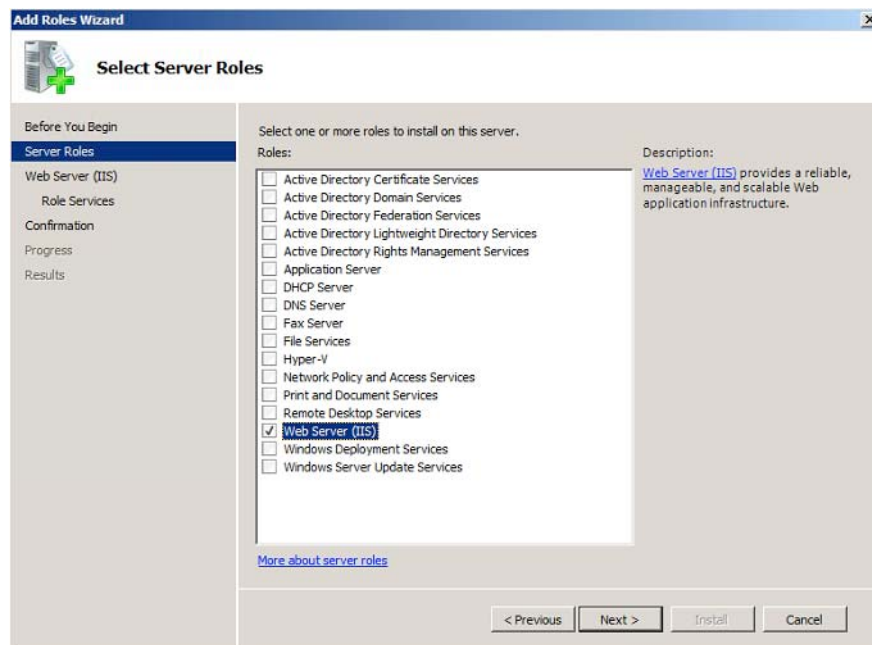 Add Roles Wizard
Select Server Roles
Before You Begin
Server Roles
Web Server (IIS)
Role Services
Confirmation
Progress
Results
Select one or more roles to install on this server.
Roles:
Active Directory Certificate Services
Active Directory Domain Services
Active Directory Federation Services
Active Directory Lightweight Directory Services
Active Directory Rights Management Services
Application Server
DHCP Server
DNS Server
Fax Server
File Services
Hyper-V
Network Policy and Access Services
Print and Document Services
Remote Desktop Services
Web Server (IIS)
Windows Deployment Services
Windows Server Update Services
More about server roles
Description:
Web Server (IIS) provides a reliable,
manageable, and scalable Web
application infrastructure.
< Previous
Next >
Install
Cancel